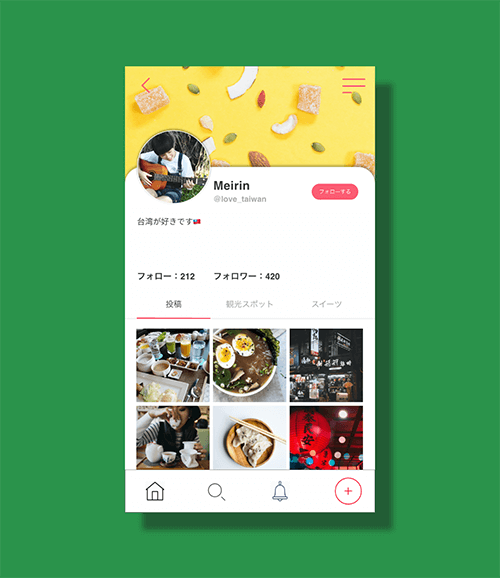 Meirin
@love_taiwan
フォローする
台湾が好きです🇹🇼
フォロー：212 フォロワー：420
投稿 観光スポット スイーツ